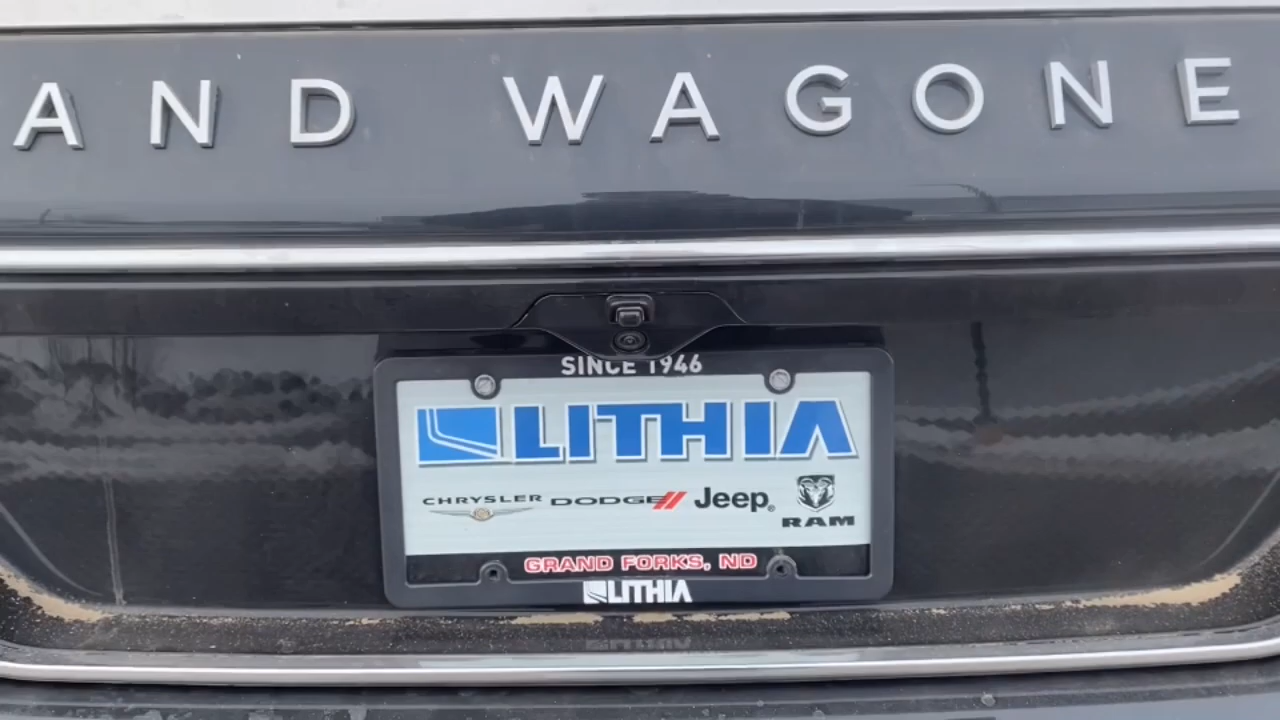 AND WAGONE
SINCE 1946
LITHIA
CHRYSLER DODGE Jeep® RAM
GRAND FORKS, ND
LITHIA